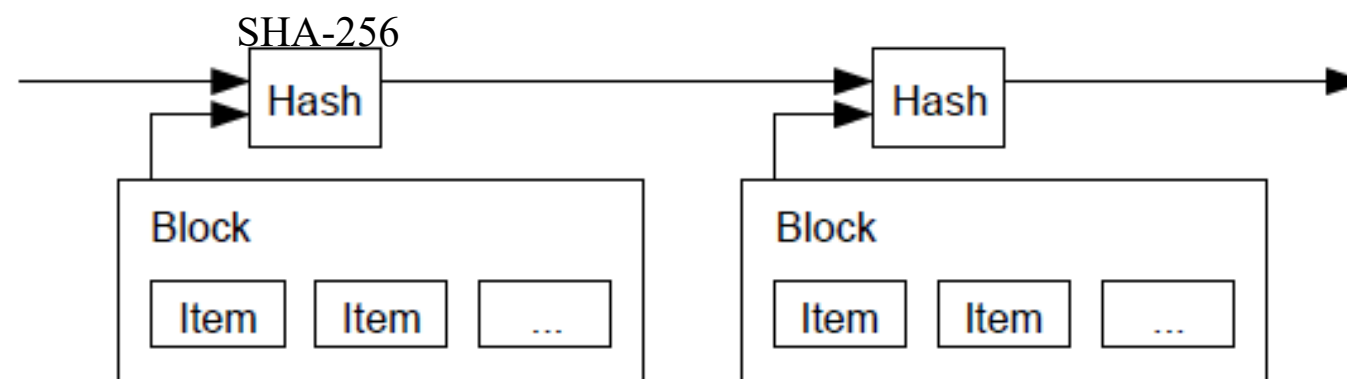 SHA-256
Hash Hash
Block Block
Item Item ... Item Item ...